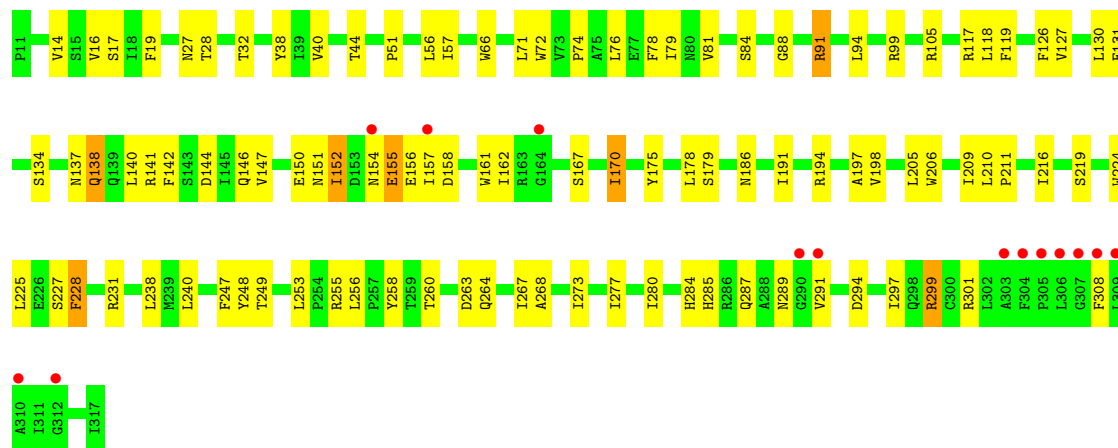 P11 V14 S15 V16 S17 I18 F19 N27 T28 T32 Y38 I39 V40 T44 P51 L56 I57 W66 L71 W72 V73 P74 A75 L76 E77 F78 I79 N80 V81 S84 G88 R91 L94 R99 R105 R117 L118 F119 F126 V127 L130 E131
S134 N137 Q138 Q139 L140 R141 F142 S143 D144 I145 Q146 V147 E150 N151 I152 D153 N154 E155 E156 I157 D158 W161 I162 R163 G164 S167 I170 Y175 L178 S179 N186 I191 R194 A197 V198 L205 W206 I209 L210 P211 I216 S219 W224
L225 E226 S227 F228 R231 L238 M239 L240 F247 Y248 T249 L253 P254 R255 L256 P257 Y258 T259 T260 D263 Q264 I267 A268 I273 I277 I280 H284 H285 R286 Q287 A288 N289 G290 V291 D294 I297 Q298 R299 C300 R301 L302 A303 F304 P305 L306 G307 F308
A310 I311 G312 I317